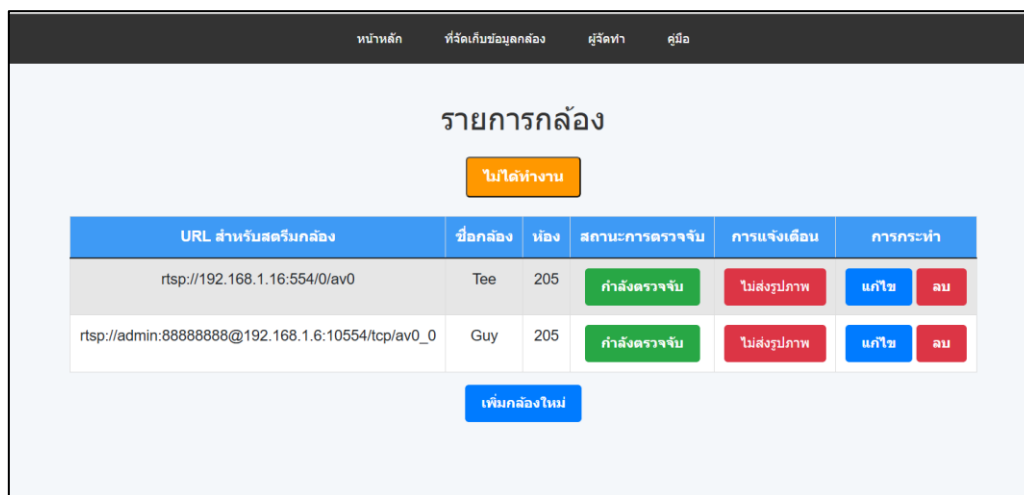 หน้าหลัก ที่จัดเก็บข้อมูลกล้อง ผู้จัดทำ คู่มือ
รายการกล้อง
ไม่ได้ทำงาน
URL สำหรับสตรีมกล้อง ชื่อกล้อง ห้อง สถานะการตรวจจับ การแจ้งเตือน การกระทำ
rtsp://192.168.1.16:554/0/av0 Tee 205 กำลังตรวจจับ ไม่ส่งรูปภาพ แก้ไข ลบ
rtsp://admin:88888888@192.168.1.6:10554/tcp/av0_0 Guy 205 กำลังตรวจจับ ไม่ส่งรูปภาพ แก้ไข ลบ
เพิ่มกล้องใหม่